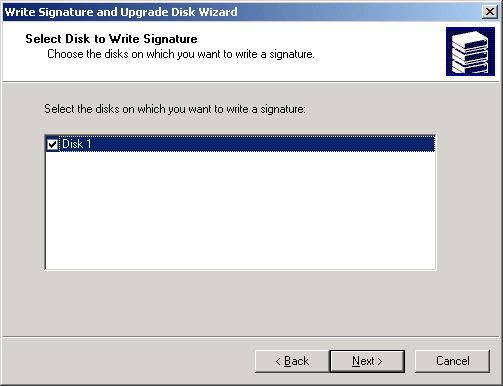 Write Signature and Upgrade Disk Wizard
Select Disk to Write Signature
Choose the disks on which you want to write a signature.
Select the disks on which you want to write a signature:
Disk 1
< Back
Next >
Cancel